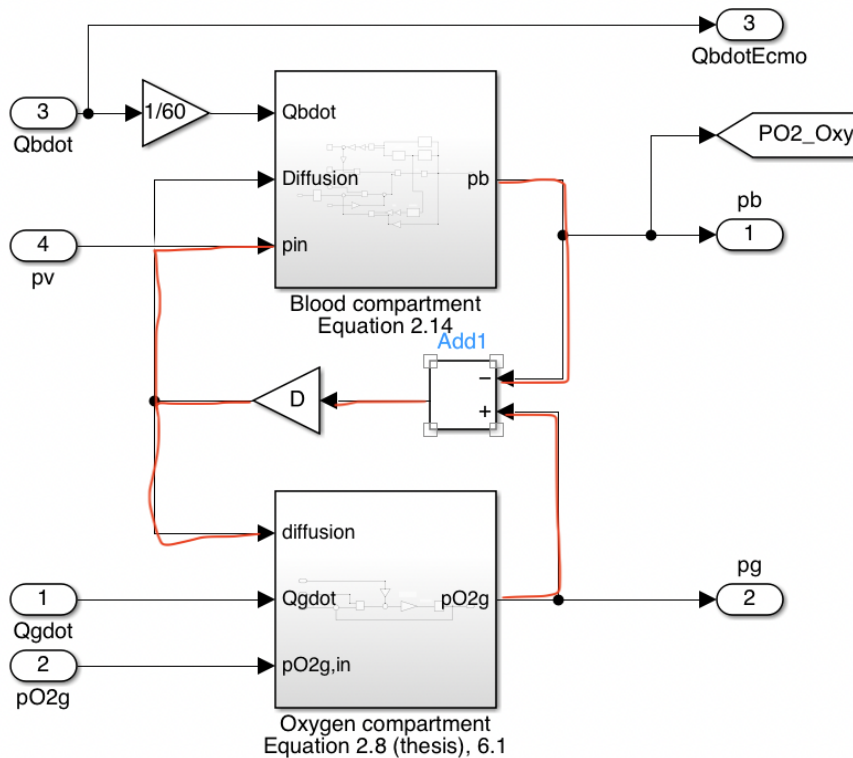 3
QbdotEcmo
3
Qbdot
1/60
Qbdot
Diffusion
pb
pin
PO2_Oxy
4
pv
1
pb
Blood compartment
Equation 2.14
Add1
D
−
+
diffusion
Qgdot
pO2g
pO2g,in
1
Qgdot
2
pO2g
pg
2
Oxygen compartment
Equation 2.8 (thesis), 6.1